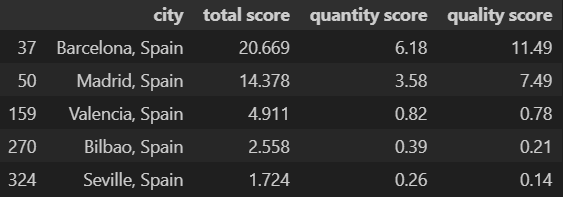 city total score quantity score quality score
37 Barcelona, Spain 20.669 6.18 11.49
50 Madrid, Spain 14.378 3.58 7.49
159 Valencia, Spain 4.911 0.82 0.78
270 Bilbao, Spain 2.558 0.39 0.21
324 Seville, Spain 1.724 0.26 0.14